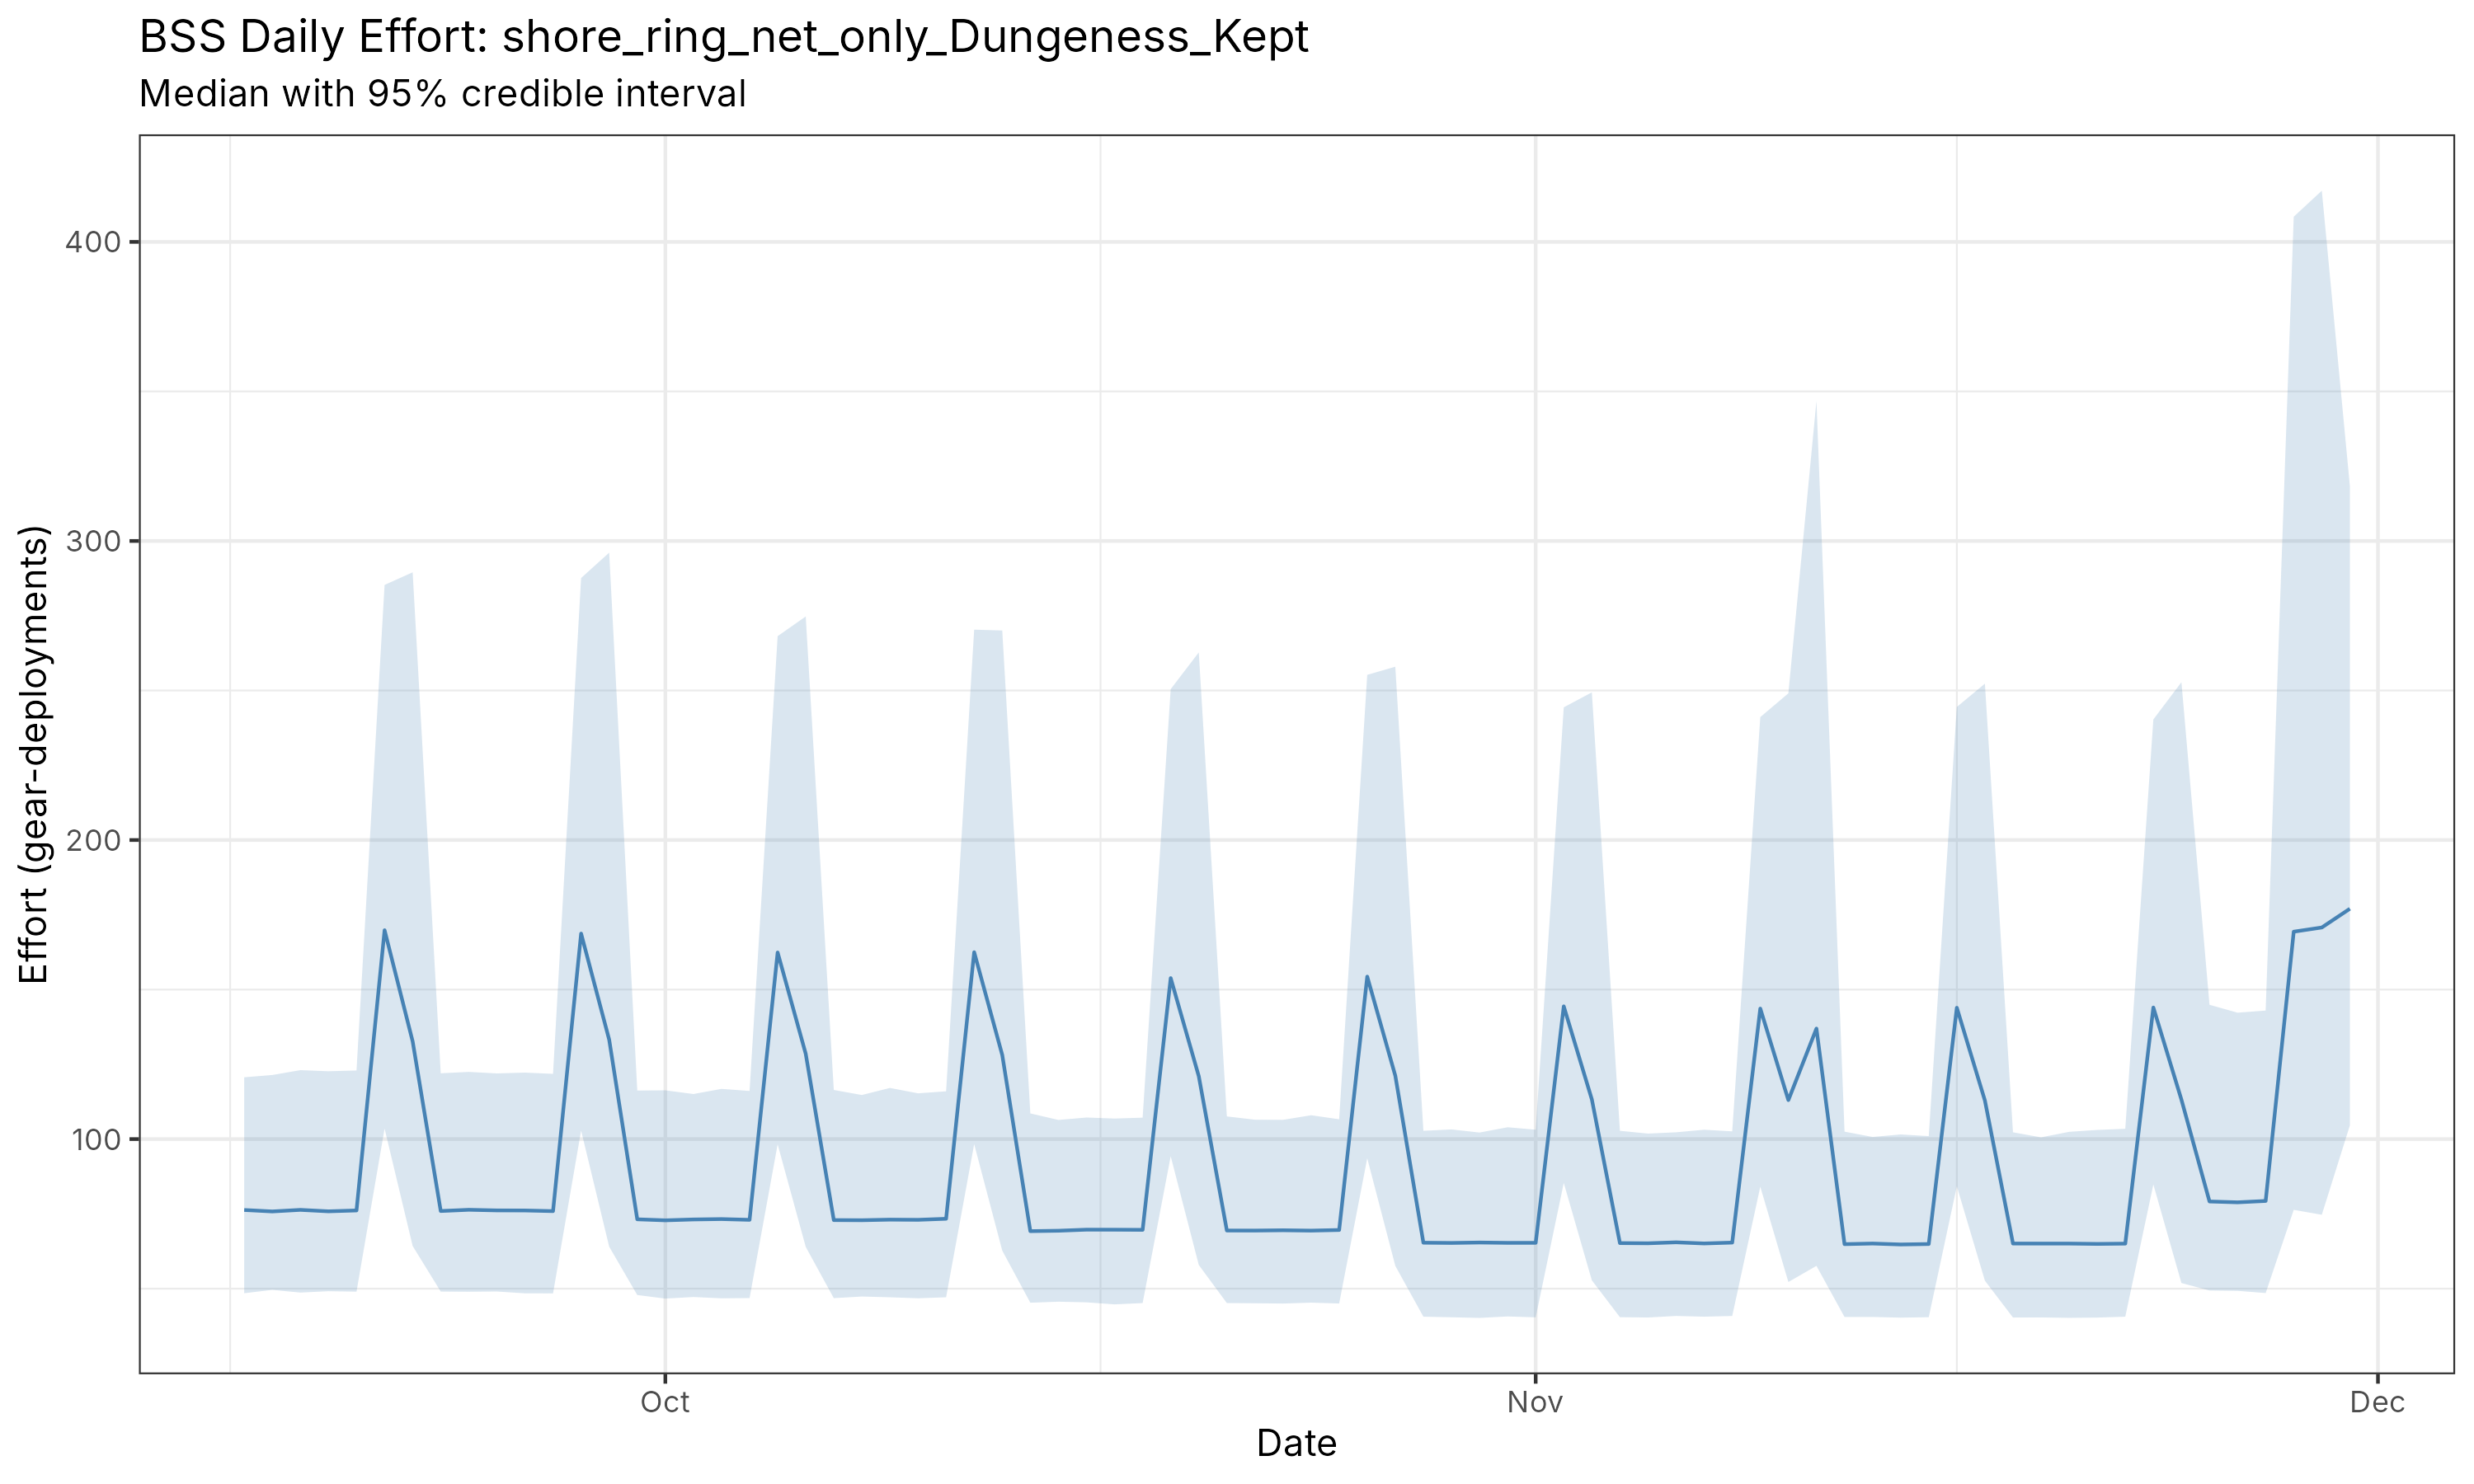 BSS Daily Effort: shore_ring_net_only_Dungeness_Kept
Median with 95% credible interval
Effort (gear-deployments)
400
300
200
100
Oct
Nov
Dec
Date